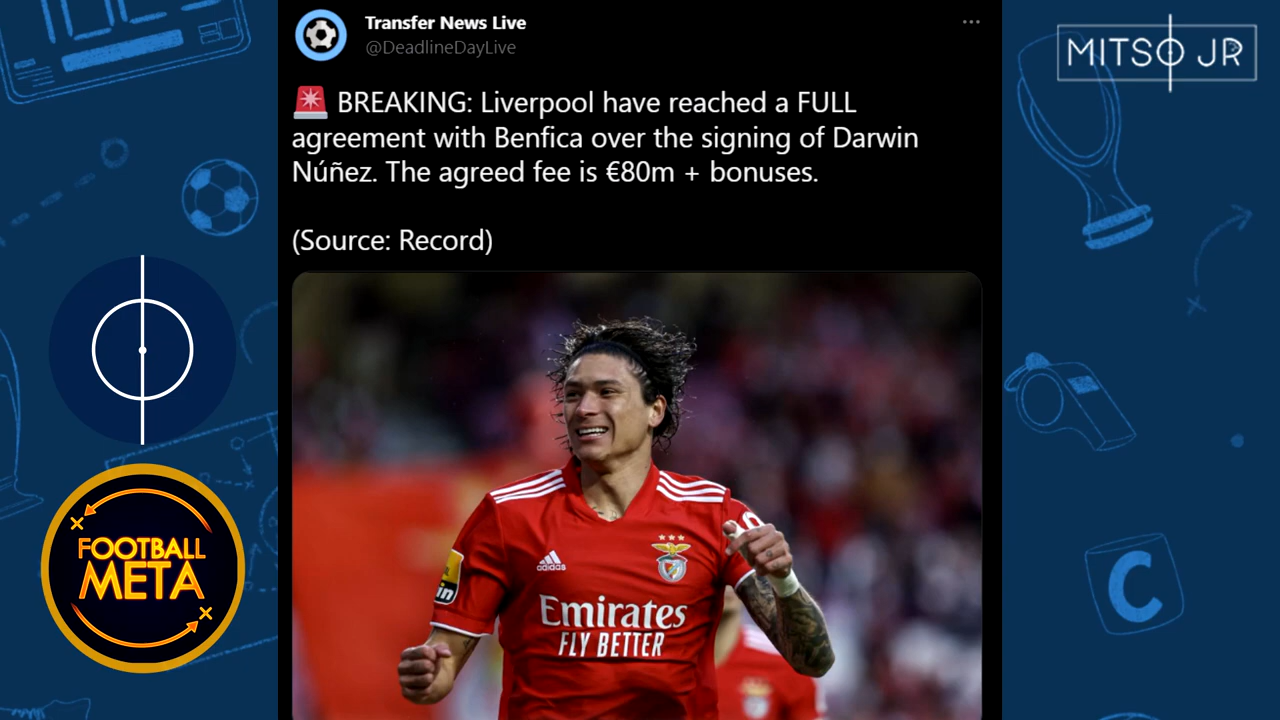 Transfer News Live
@DeadlineDayLive
MITSO JR
🚨 BREAKING: Liverpool have reached a FULL
agreement with Benfica over the signing of Darwin
Núñez. The agreed fee is €80m + bonuses.
(Source: Record)
FOOTBALL
META
C
adidas
in
Emirates
FLY BETTER